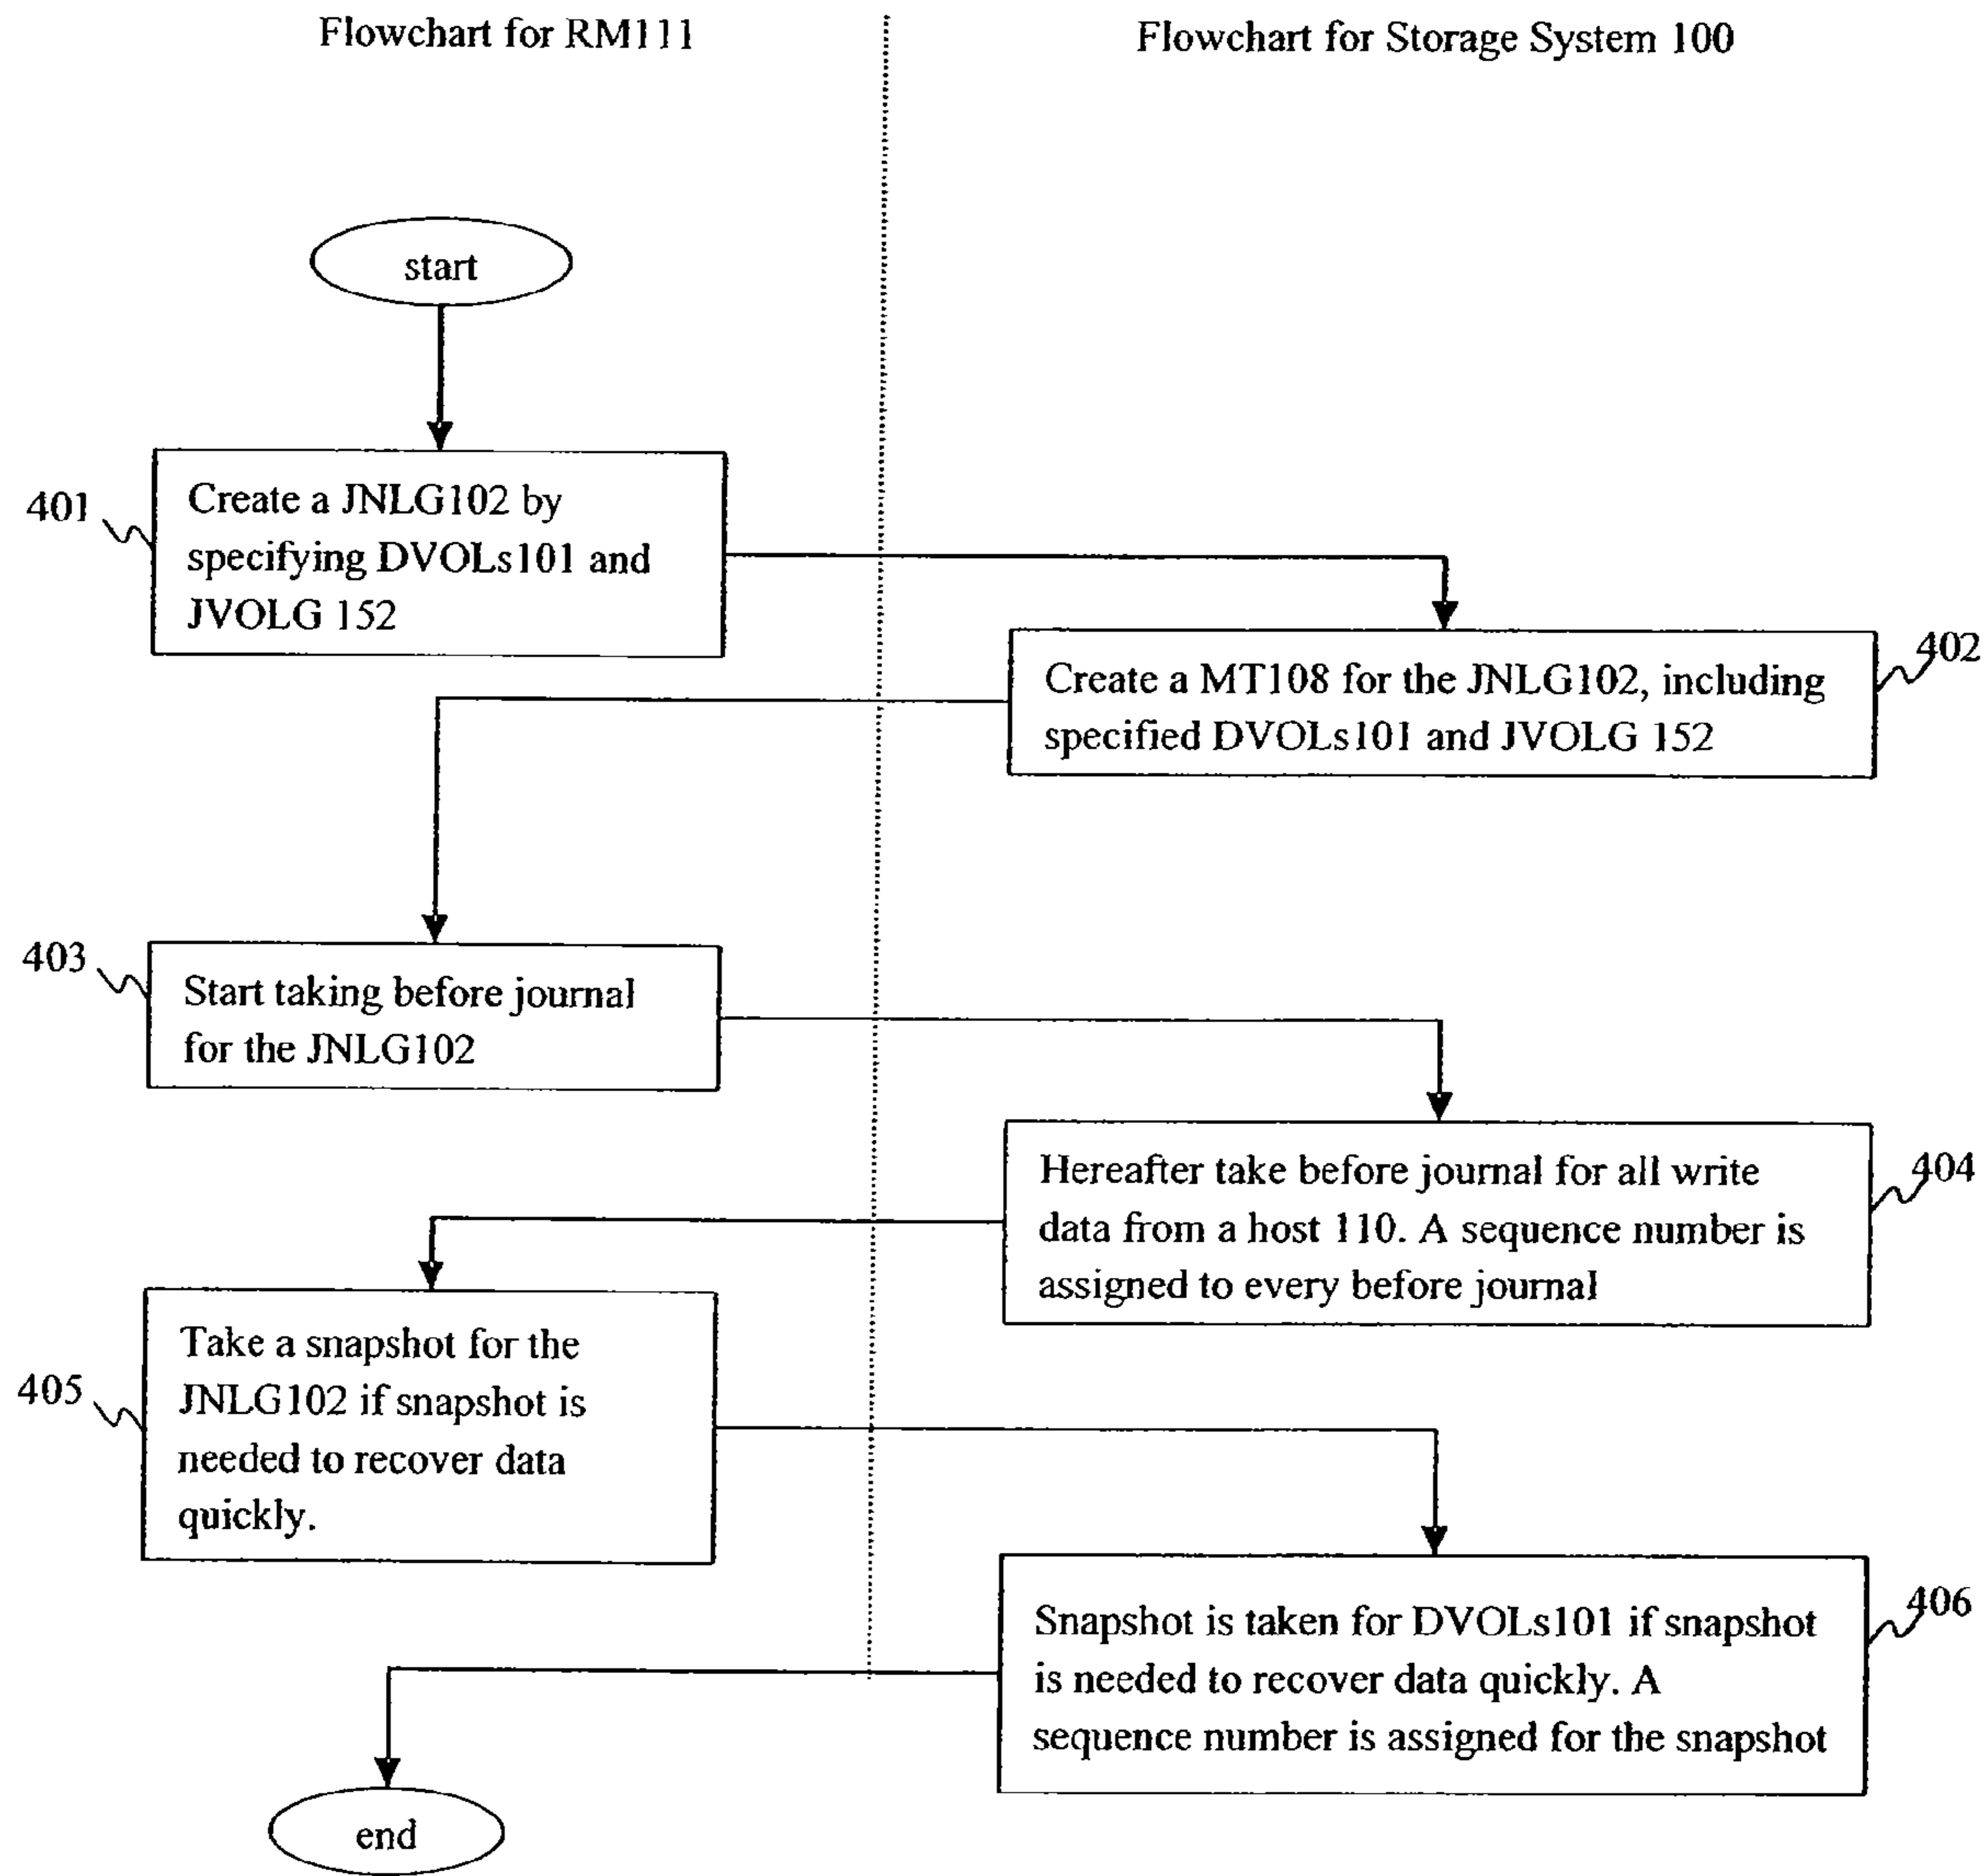 Flowchart for RM111
Flowchart for Storage System 100
start
401
Create a JNLG102 by
specifying DVOLs101 and
JVOLG 152
402
Create a MT108 for the JNLG102, including
specified DVOLs101 and JVOLG 152
403
Start taking before journal
for the JNLG102
404
Hereafter take before journal for all write
data from a host 110. A sequence number is
assigned to every before journal
405
Take a snapshot for the
JNLG102 if snapshot is
needed to recover data
quickly.
406
Snapshot is taken for DVOLs101 if snapshot
is needed to recover data quickly. A
sequence number is assigned for the snapshot
end